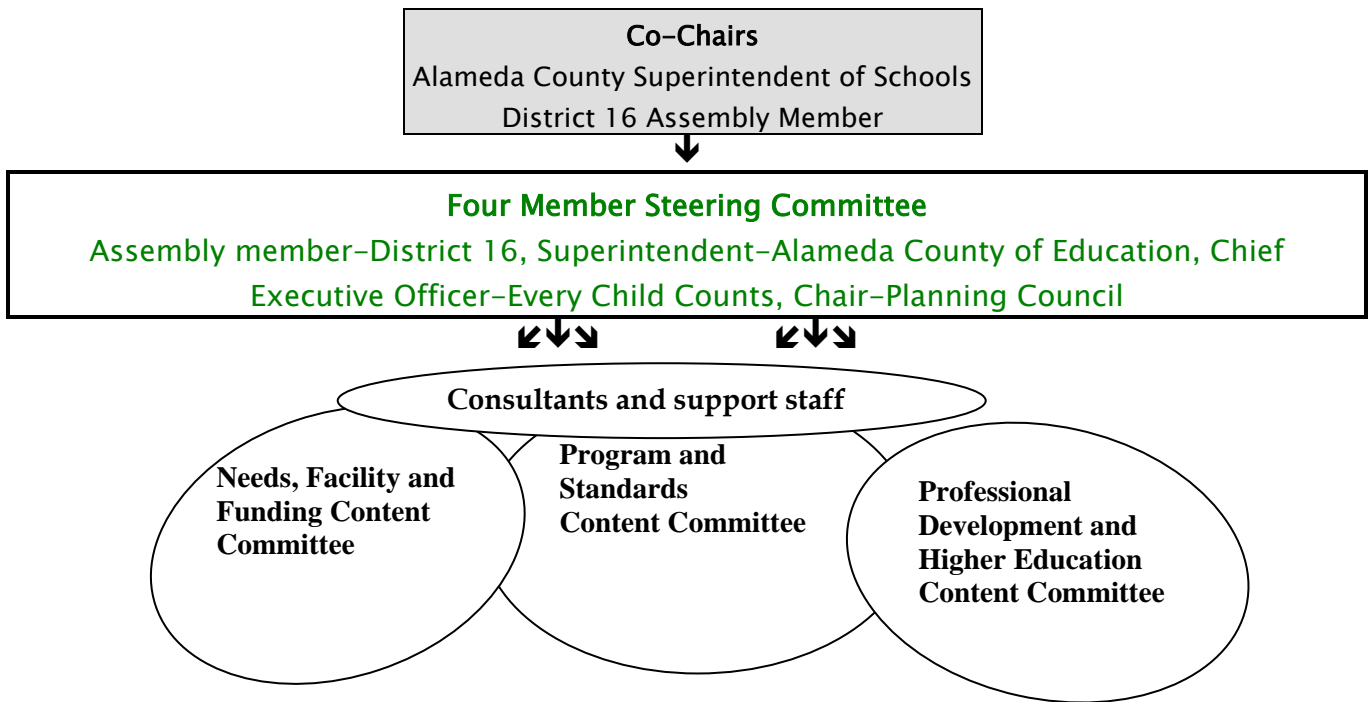 Co-Chairs
Alameda County Superintendent of Schools
District 16 Assembly Member
Four Member Steering Committee
Assembly member–District 16, Superintendent–Alameda County of Education, Chief
Executive Officer–Every Child Counts, Chair–Planning Council
Consultants and support staff
Needs, Facility and
Funding Content
Committee
Program and
Standards
Content Committee
Professional
Development and
Higher Education
Content Committee